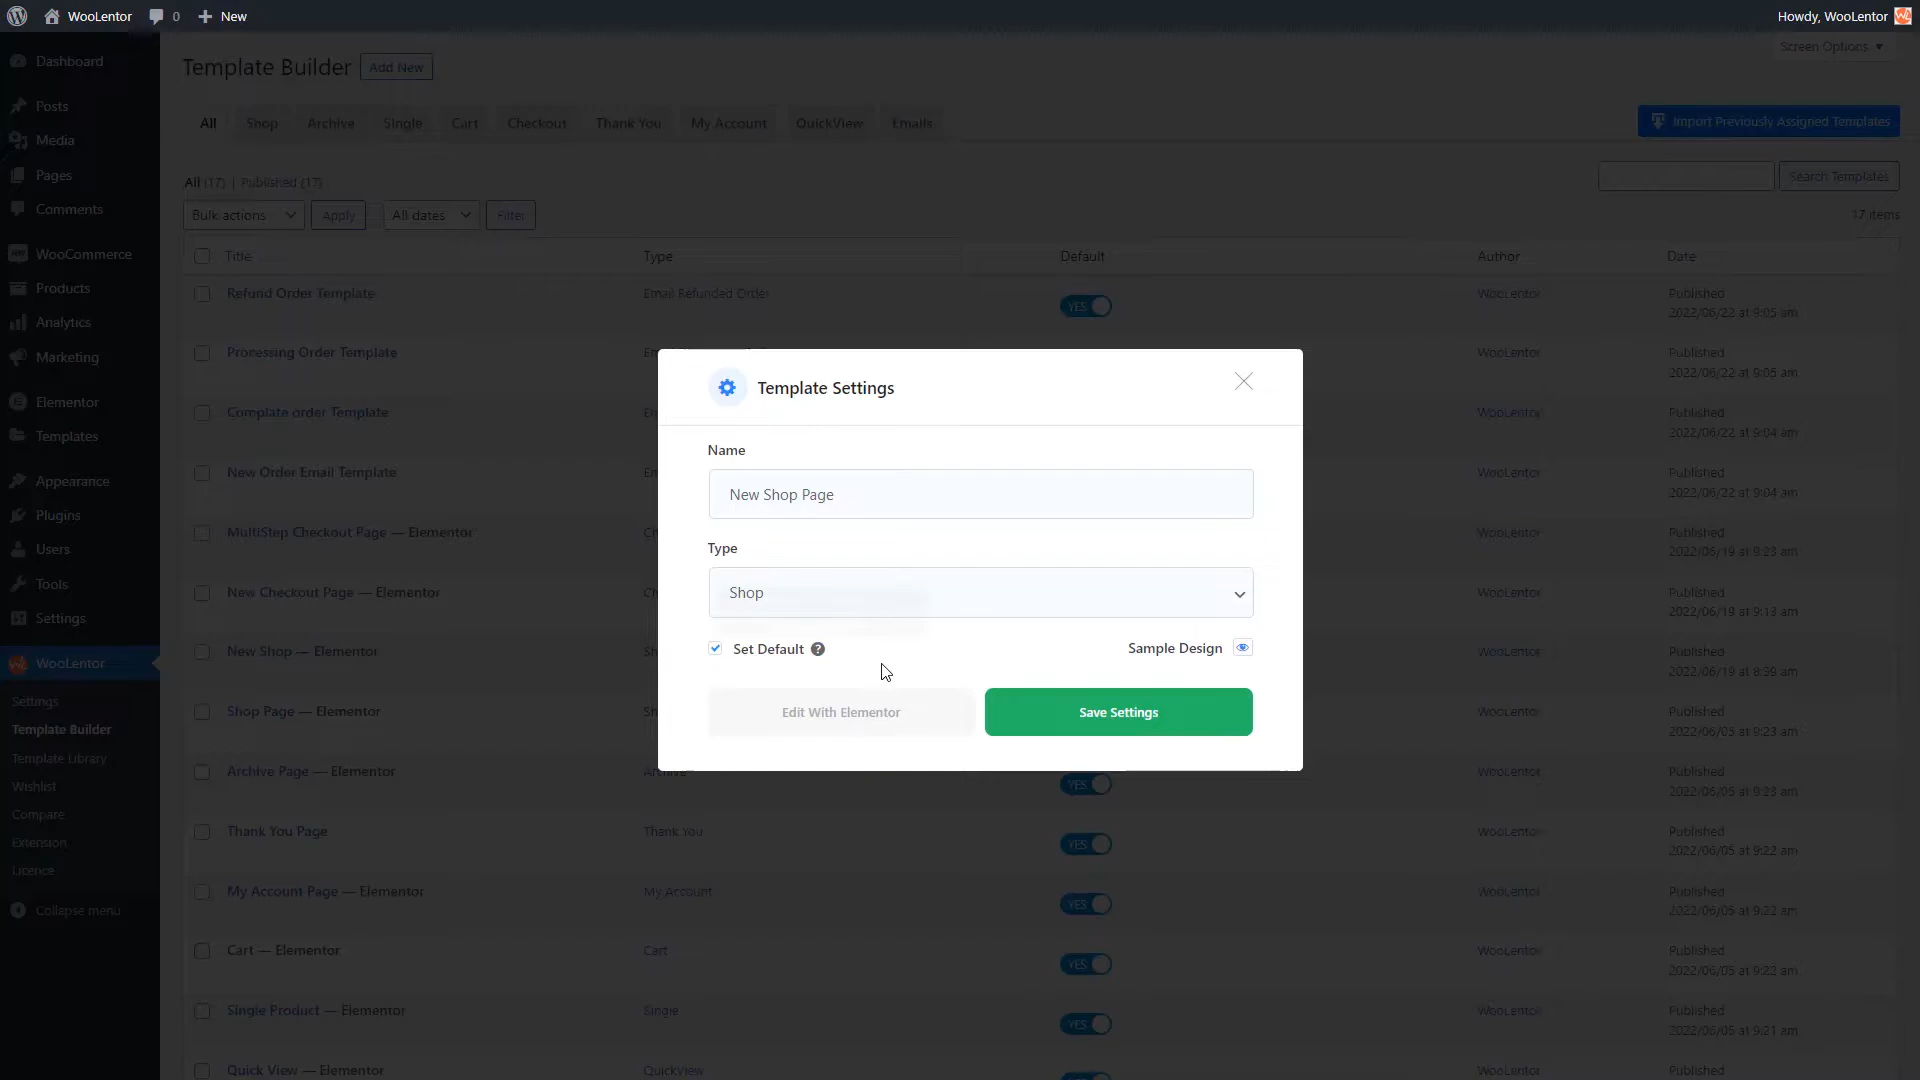 WooLentor 0 New Howdy, WooLentor
Screen Options
Template Builder Add New
All Shop Archive Single Cart Checkout Thank You My Account QuickView Emails
Import Previously Assigned Templates
All (17) | Published (17)
Search Templates
Bulk actions Apply All dates Filter
17 items
Title Type Default Author Date
Refund Order Template Email Refunded Order YES WooLentor Published
2022/06/22 at 9:05 am
Processing Order Template WooLentor Published
2022/06/22 at 9:05 am
Complate order Template WooLentor Published
2022/06/22 at 9:04 am
New Order Email Template WooLentor Published
2022/06/22 at 9:04 am
MultiStep Checkout Page — Elementor WooLentor Published
2022/06/19 at 9:23 am
New Checkout Page — Elementor WooLentor Published
2022/06/19 at 9:13 am
New Shop — Elementor WooLentor Published
2022/06/19 at 8:39 am
Shop Page — Elementor WooLentor Published
2022/06/05 at 9:23 am
Archive Page — Elementor Archive YES WooLentor Published
2022/06/05 at 9:23 am
Thank You Page Thank You YES WooLentor Published
2022/06/05 at 9:22 am
My Account Page — Elementor My Account YES WooLentor Published
2022/06/05 at 9:22 am
Cart — Elementor Cart YES WooLentor Published
2022/06/05 at 9:22 am
Single Product — Elementor Single YES WooLentor Published
2022/06/05 at 9:21 am
Quick View — Elementor QuickView WooLentor Published
Template Settings
Name
New Shop Page
Type
Shop
Set Default ? Sample Design
Edit With Elementor Save Settings
Dashboard
Posts
Media
Pages
Comments
WooCommerce
Products
Analytics
Marketing
Elementor
Templates
Appearance
Plugins
Users
Tools
Settings
WooLentor
Settings
Template Builder
Template Library
Wishlist
Compare
Extension
Licence
Collapse menu